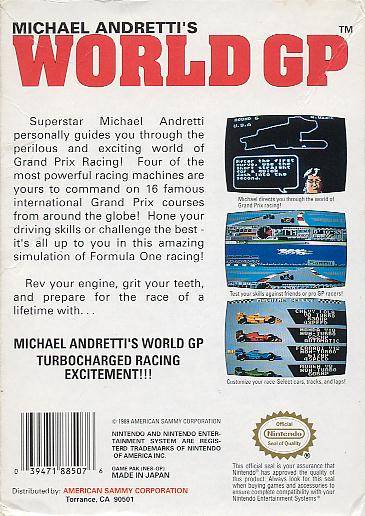 MICHAEL ANDRETTI'S
WORLD GP™
Superstar Michael Andretti
personally guides you through the
perilous and exciting world of
Grand Prix Racing! Four of the
most powerful racing machines are
yours to command on 16 famous
international Grand Prix courses
from around the globe! Hone your
driving skills or challenge the best -
it's all up to you in this amazing
simulation of Formula One racing!
Rev your engine, grit your teeth,
and prepare for the race of a
lifetime with. . .
MICHAEL ANDRETTI'S WORLD GP
TURBOCHARGED RACING
EXCITEMENT!!!
ROUND
U.S.A
After the first
curve, use the
first straight
for a quick
dash into the
second.
Michael directs you through the world of
Grand Prix racing!
Test your skills against friends or pro GP racers!
Customize your race-Select cars, tracks, and laps!
0 39471 88507 6
© 1989 AMERICAN SAMMY CORPORATION
NINTENDO AND NINTENDO ENTER-
TAINMENT SYSTEM ARE REGIS-
TERD TRADEMARKS OF NINTENDO
OF AMERICA INC.
GAME PAK (NES-GP)
MADE IN JAPAN
Distributed by: AMERICAN SAMMY CORPORATION
Torrance, CA 90501
Official
Nintendo
Seal of Quality
This official seal is your assurance that
Nintendo® has approved the quality of
this product. Always look for this seal
when buying games and accessories to
ensure complete compatibility with your
Nintendo Entertainment System®